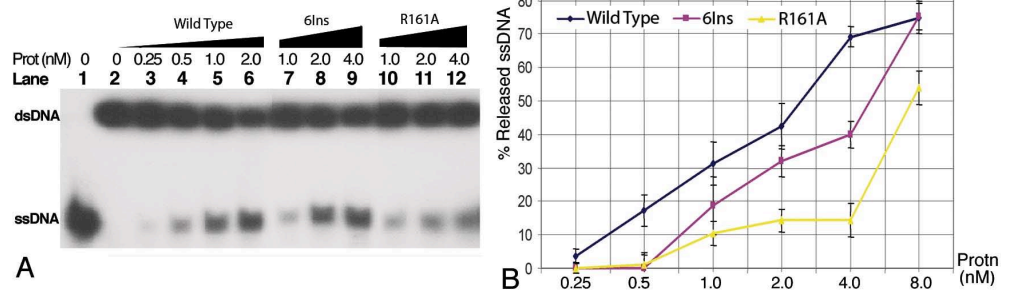 Wild Type 6Ins R161A
Prot (nM) 0 0 0.25 0.5 1.0 2.0 1.0 2.0 4.0 1.0 2.0 4.0
Lane 1 2 3 4 5 6 7 8 9 10 11 12
dsDNA
ssDNA
A
% Released ssDNA
Wild Type 6Ins R161A
80
70
60
50
40
30
20
10
0
0.25 0.5 1.0 2.0 4.0 8.0
Protn
(nM)
B